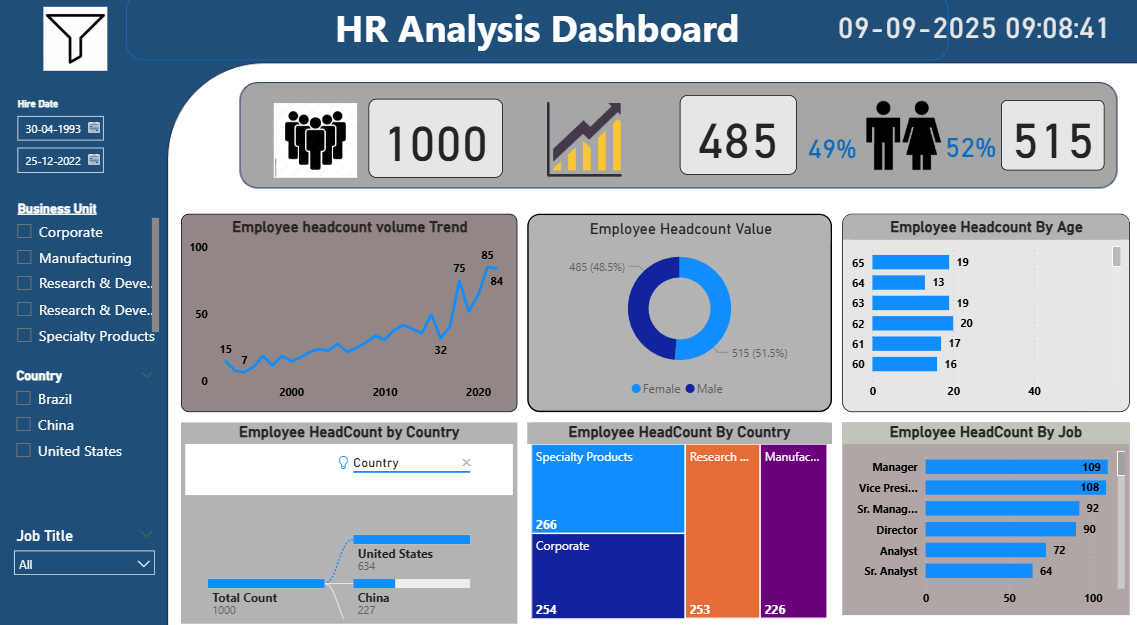 HR Analysis Dashboard
09-09-2025 09:08:41
Hire Date
30-04-1993
25-12-2022
Business Unit
Corporate
Manufacturing
Research & Deve..
Research & Deve..
Specialty Products
Country
Brazil
China
United States
Job Title
All
1000
485
49%
52%
515
Employee headcount volume Trend
100
50
0
15
7
32
75
85
84
2000
2010
2020
Employee Headcount Value
485 (48.5%)
515 (51.5%)
Female
Male
Employee Headcount By Age
65 19
64 13
63 19
62 20
61 17
60 16
0 20 40
Employee HeadCount by Country
Country
United States
634
Total Count
1000
China
227
Employee HeadCount By Country
Specialty Products
266
Corporate
254
Research ...
253
Manufac...
226
Employee HeadCount By Job
Manager 109
Vice Presi... 108
Sr. Manag... 92
Director 90
Analyst 72
Sr. Analyst 64
0 50 100